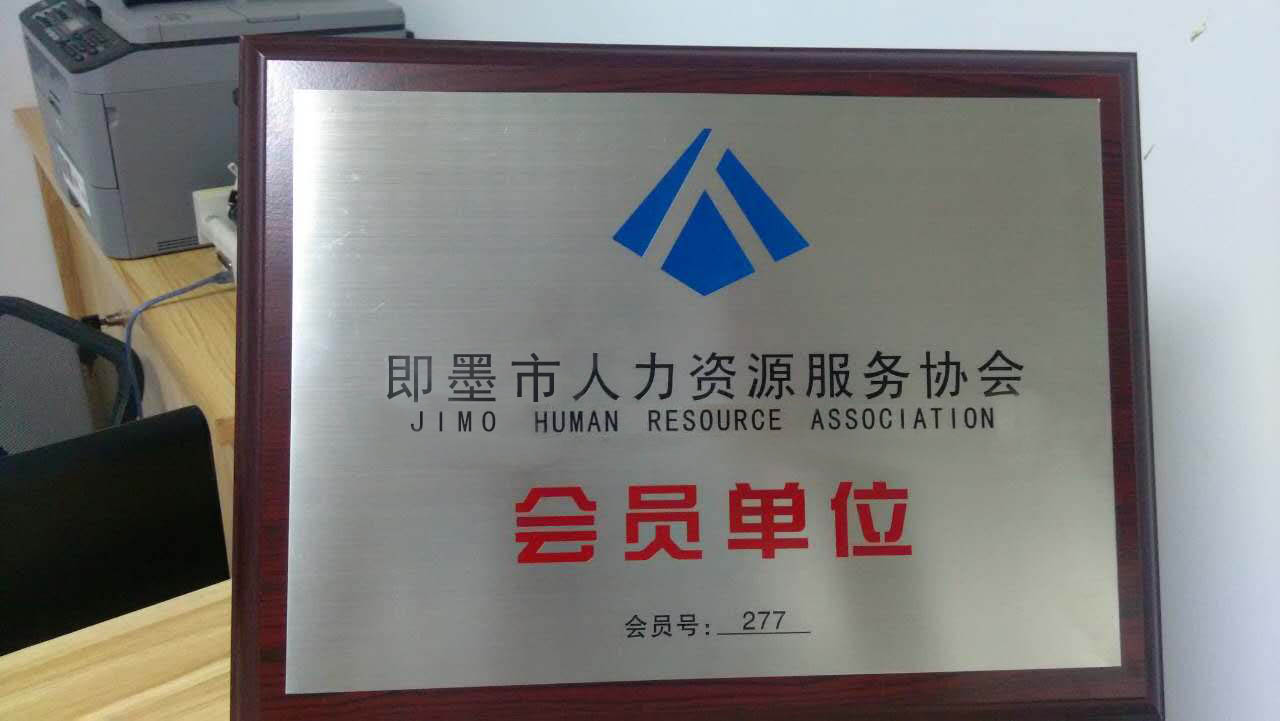 即墨市人力资源服务协会
JIMO HUMAN RESOURCE ASSOCIATION
会员单位
会员号: 277